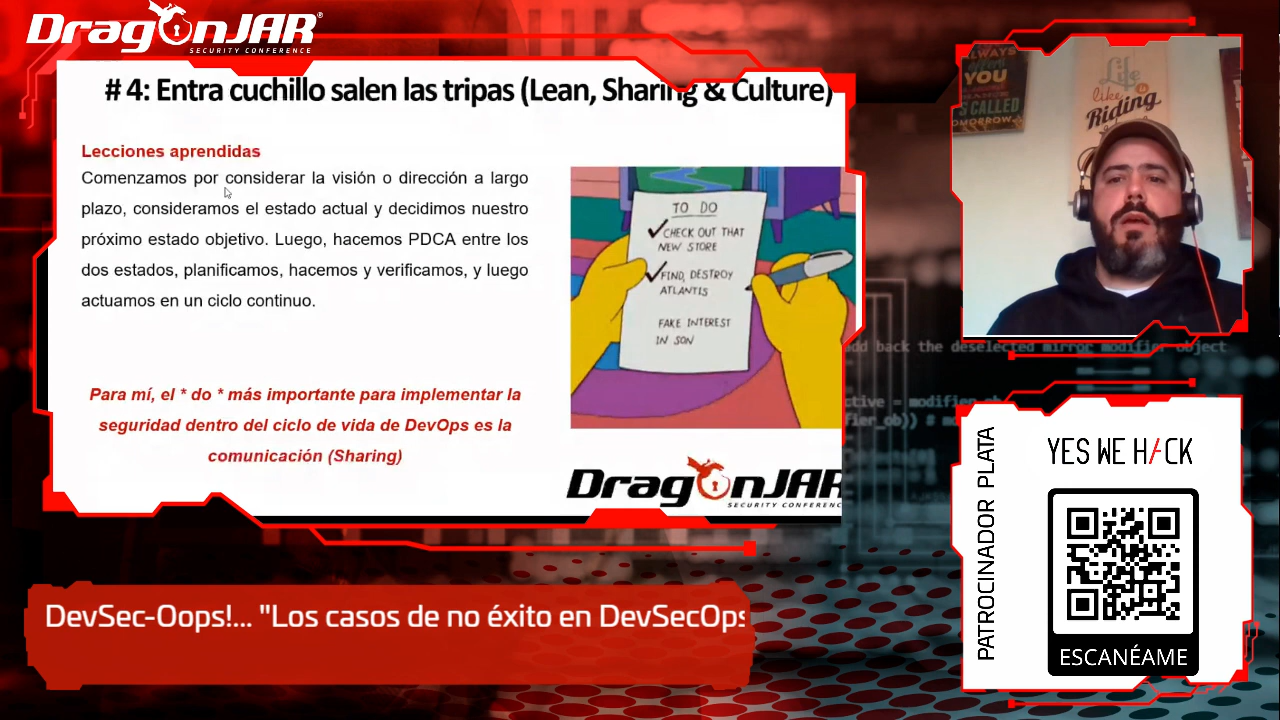 DragonJAR
SECURITY CONFERENCE
# 4: Entra cuchillo salen las tripas (Lean, Sharing & Culture)
Lecciones aprendidas
Comenzamos por considerar la visión o dirección a largo
plazo, consideramos el estado actual y decidimos nuestro
próximo estado objetivo. Luego, hacemos PDCA entre los
dos estados, planificamos, hacemos y verificamos, y luego
actuamos en un ciclo continuo.
Para mí, el * do * más importante para implementar la
seguridad dentro del ciclo de vida de DevOps es la
comunicación (Sharing)
TO DO
CHECK OUT THAT
NEW STORE
FIND, DESTROY
ATLANTIS
FAKE INTEREST
IN SON
DragonJAR
SECURITY CONFERENCE
ALWAYS
YOU
S CALLED
TOMORROW
Life
like
Riding
add back the deselected mirror modifier object
ctive = modifier_ob
fier_ob)) # m
PATROCINADOR PLATA
YES WE H/CK
ESCANÉAME
DevSec-Oops!... "Los casos de no éxito en DevSecOps